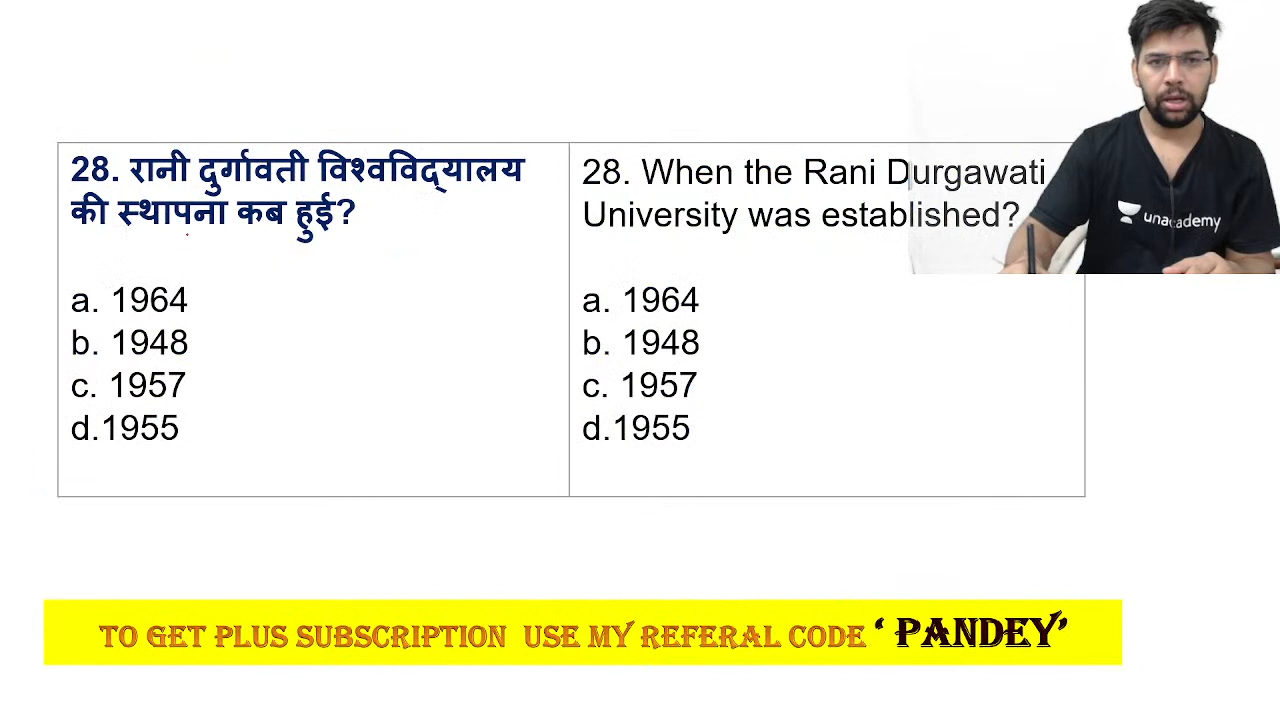 28. रानी दुर्गावती विश्वविद्यालय
की स्थापना कब हुई?
a. 1964
b. 1948
c. 1957
d.1955
28. When the Rani Durgawati
University was established?
a. 1964
b. 1948
c. 1957
d.1955
unacademy
TO GET PLUS SUBSCRIPTION USE MY REFERAL CODE ‘ PANDEY’